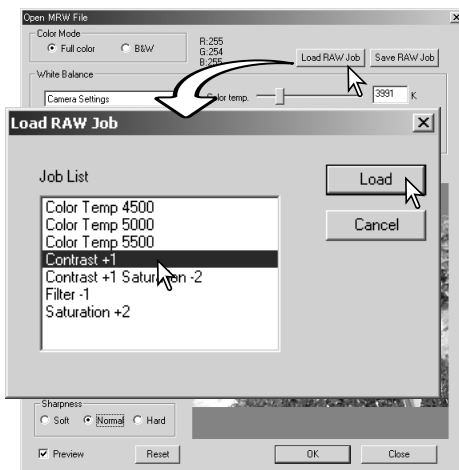 Open MRW File
Color Mode
Full color B&W
R:255
G:254
B:255
Load RAW Job Save RAW Job
White Balance
Camera Settings
Color temp. 3991 K
Load RAW Job
Job List
Color Temp 4500
Color Temp 5000
Color Temp 5500
Contrast +1
Contrast +1 Saturation -2
Filter -1
Saturation +2
Load
Cancel
Sharpness
Soft Normal Hard
Preview Reset OK Close